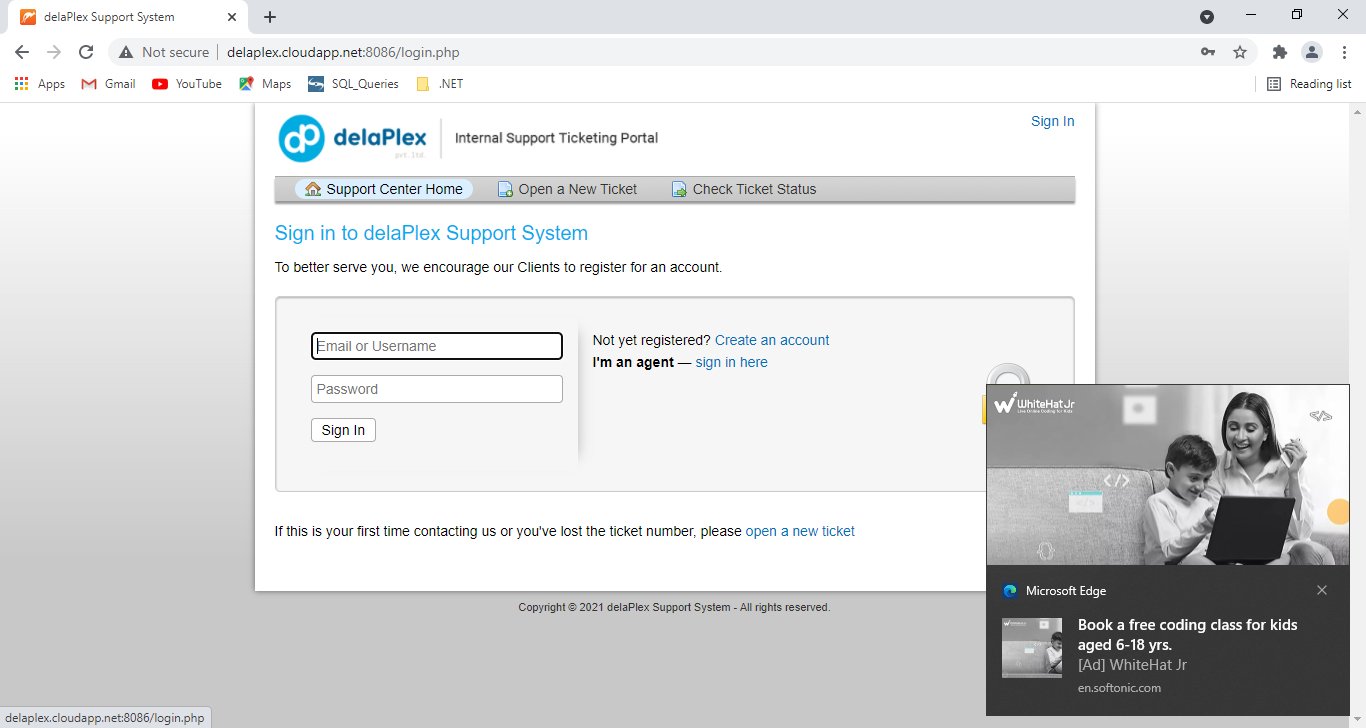 delaPlex Support System
Not secure
delaplex.cloudapp.net:8086/login.php
Apps
Gmail
YouTube
Maps
SQL_Queries
.NET
Reading list
dp delaPlex
pvt.ltd.
Internal Support Ticketing Portal
Sign In
Support Center Home
Open a New Ticket
Check Ticket Status
Sign in to delaPlex Support System
To better serve you, we encourage our Clients to register for an account.
Email or Username
Password
Sign In
Not yet registered? Create an account
I'm an agent — sign in here
If this is your first time contacting us or you've lost the ticket number, please open a new ticket
Copyright © 2021 delaPlex Support System - All rights reserved.
WhiteHat Jr
Live Online Coding for Kids
</>
</>
</>
Microsoft Edge
Book a free coding class for kids
aged 6-18 yrs.
[Ad] WhiteHat Jr
en.softonic.com
delaplex.cloudapp.net:8086/login.php